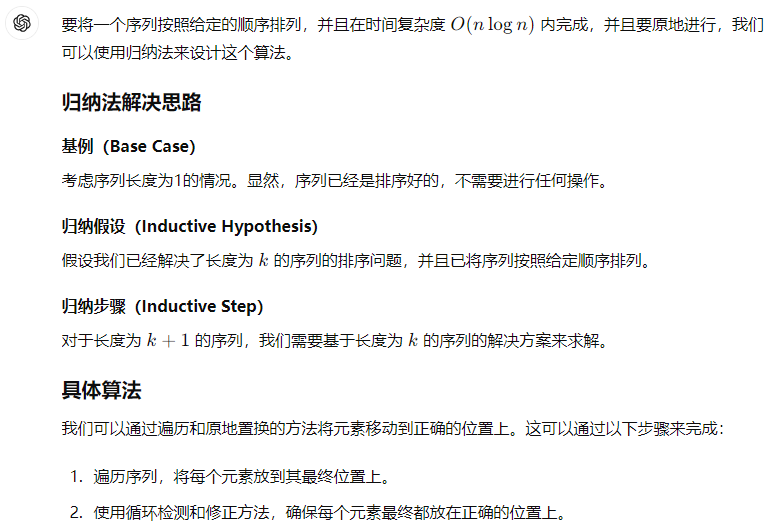 要将一个序列按照给定的顺序排列，并且在时间复杂度 O(n log n) 内完成，并且要原地进行，我们
可以使用归纳法来设计这个算法。
归纳法解决思路
基例（Base Case）
考虑序列长度为1的情况。显然，序列已经是排序好的，不需要进行任何操作。
归纳假设（Inductive Hypothesis）
假设我们已经解决了长度为 k 的序列的排序问题，并且已将序列按照给定顺序排列。
归纳步骤（Inductive Step）
对于长度为 k + 1 的序列，我们需要基于长度为 k 的序列的解决方案来求解。
具体算法
我们可以通过遍历和原地置换的方法将元素移动到正确的位置上。这可以通过以下步骤来完成：
1. 遍历序列，将每个元素放到其最终位置上。
2. 使用循环检测和修正方法，确保每个元素最终都放在正确的位置上。